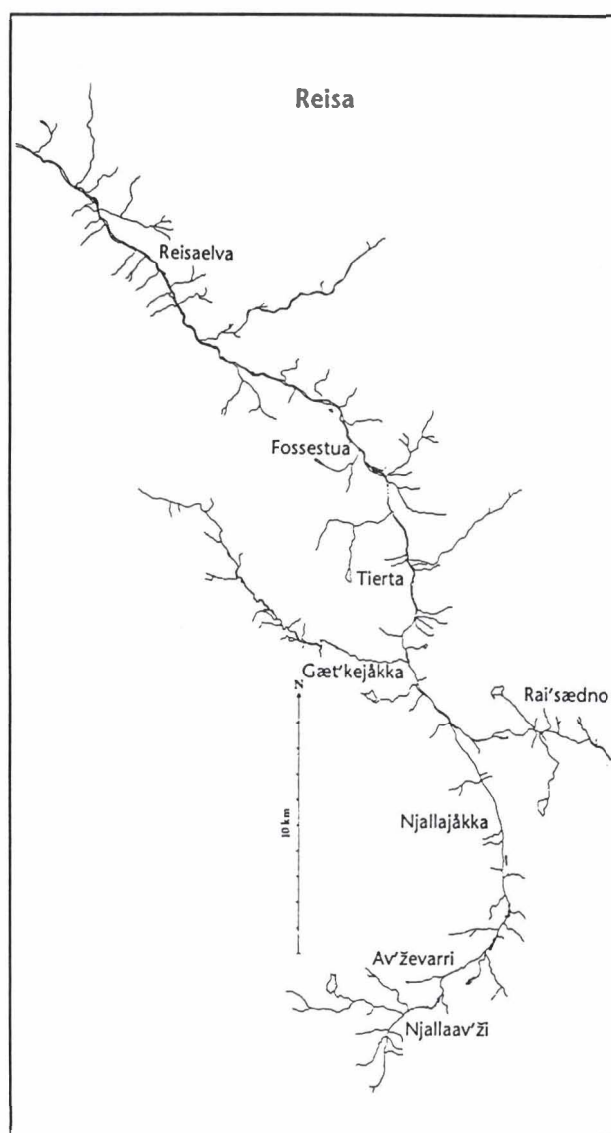 Reisa
Reisaelva
Fossestua
Tierta
Gæt'kejåkka
N
Rai'sædno
10 km
Njallajåkka
Av'ževarri
Njallaav'ži